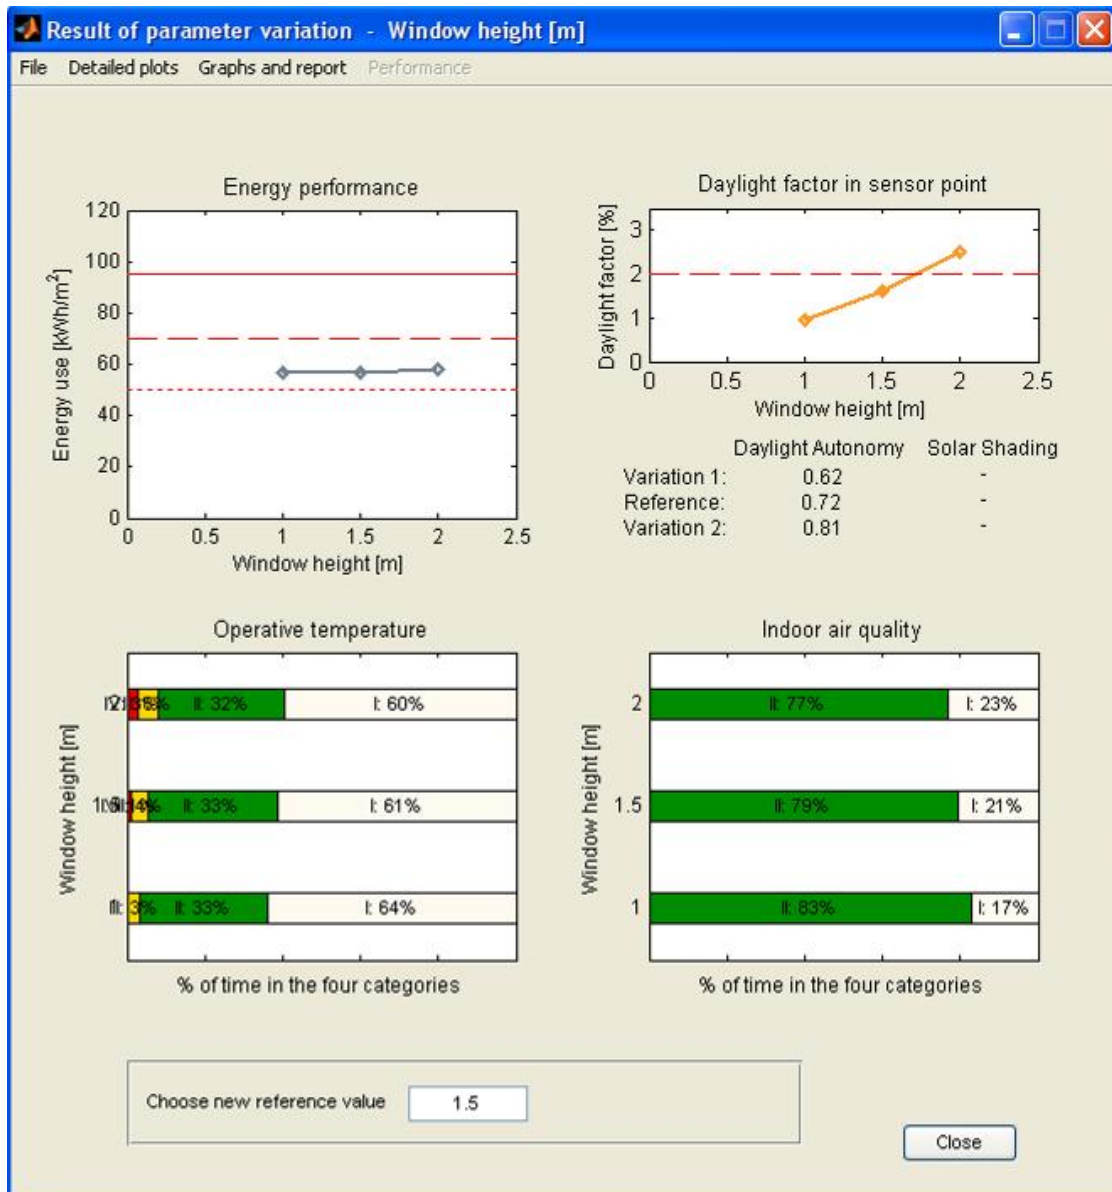 Result of parameter variation - Window height [m]
File Detailed plots Graphs and report Performance
Energy performance
120
100
80
60
40
20
0
Energy use [kWh/m²]
0 0.5 1 1.5 2 2.5
Window height [m]
Daylight factor in sensor point
3
2
1
0
Daylight factor [%]
0 0.5 1 1.5 2 2.5
Window height [m]
Daylight Autonomy Solar Shading
Variation 1: 0.62 -
Reference: 0.72 -
Variation 2: 0.81 -
Operative temperature
Window height [m]
II: 32% I: 60%
II: 33% I: 61%
3% II: 33% I: 64%
% of time in the four categories
Indoor air quality
Window height [m]
2 II: 77% I: 23%
1.5 II: 79% I: 21%
1 II: 83% I: 17%
% of time in the four categories
Choose new reference value 1.5
Close